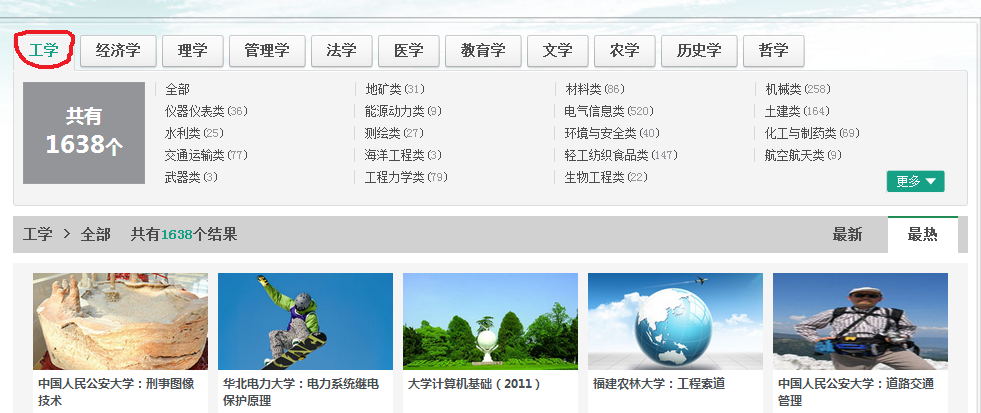 工学 经济学 理学 管理学 法学 医学 教育学 文学 农学 历史学 哲学
共有
1638个
全部 地矿类(31) 材料类(86) 机械类(258)
仪器仪表类(36) 能源动力类(9) 电气信息类(520) 土建类(164)
水利类(25) 测绘类(27) 环境与安全类(40) 化工与制药类(69)
交通运输类(77) 海洋工程类(3) 轻工纺织食品类(147) 航空航天类(9)
武器类(3) 工程力学类(79) 生物工程类(22)
更多
工学 > 全部 共有1638个结果 最新 最热
中国人民公安大学：刑事图像
技术
华北电力大学：电力系统继电
保护原理
大学计算机基础（2011）
福建农林大学：工程索道
中国人民公安大学：道路交通
管理